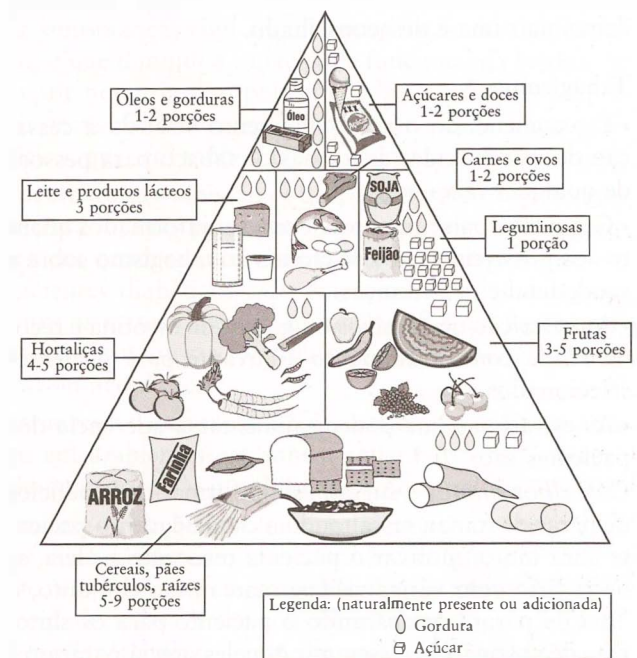 Óleos e gorduras
1-2 porções
Óleo
Açúcares e doces
1-2 porções
Carnes e ovos
1-2 porções
Leite e produtos lácteos
3 porções
SOJA
Feijão
Leguminosas
1 porção
Hortaliças
4-5 porções
Frutas
3-5 porções
ARROZ
Farinha
Cereais, pães
tubérculos, raízes
5-9 porções
Legenda: (naturalmente presente ou adicionada)
Gordura
Açúcar